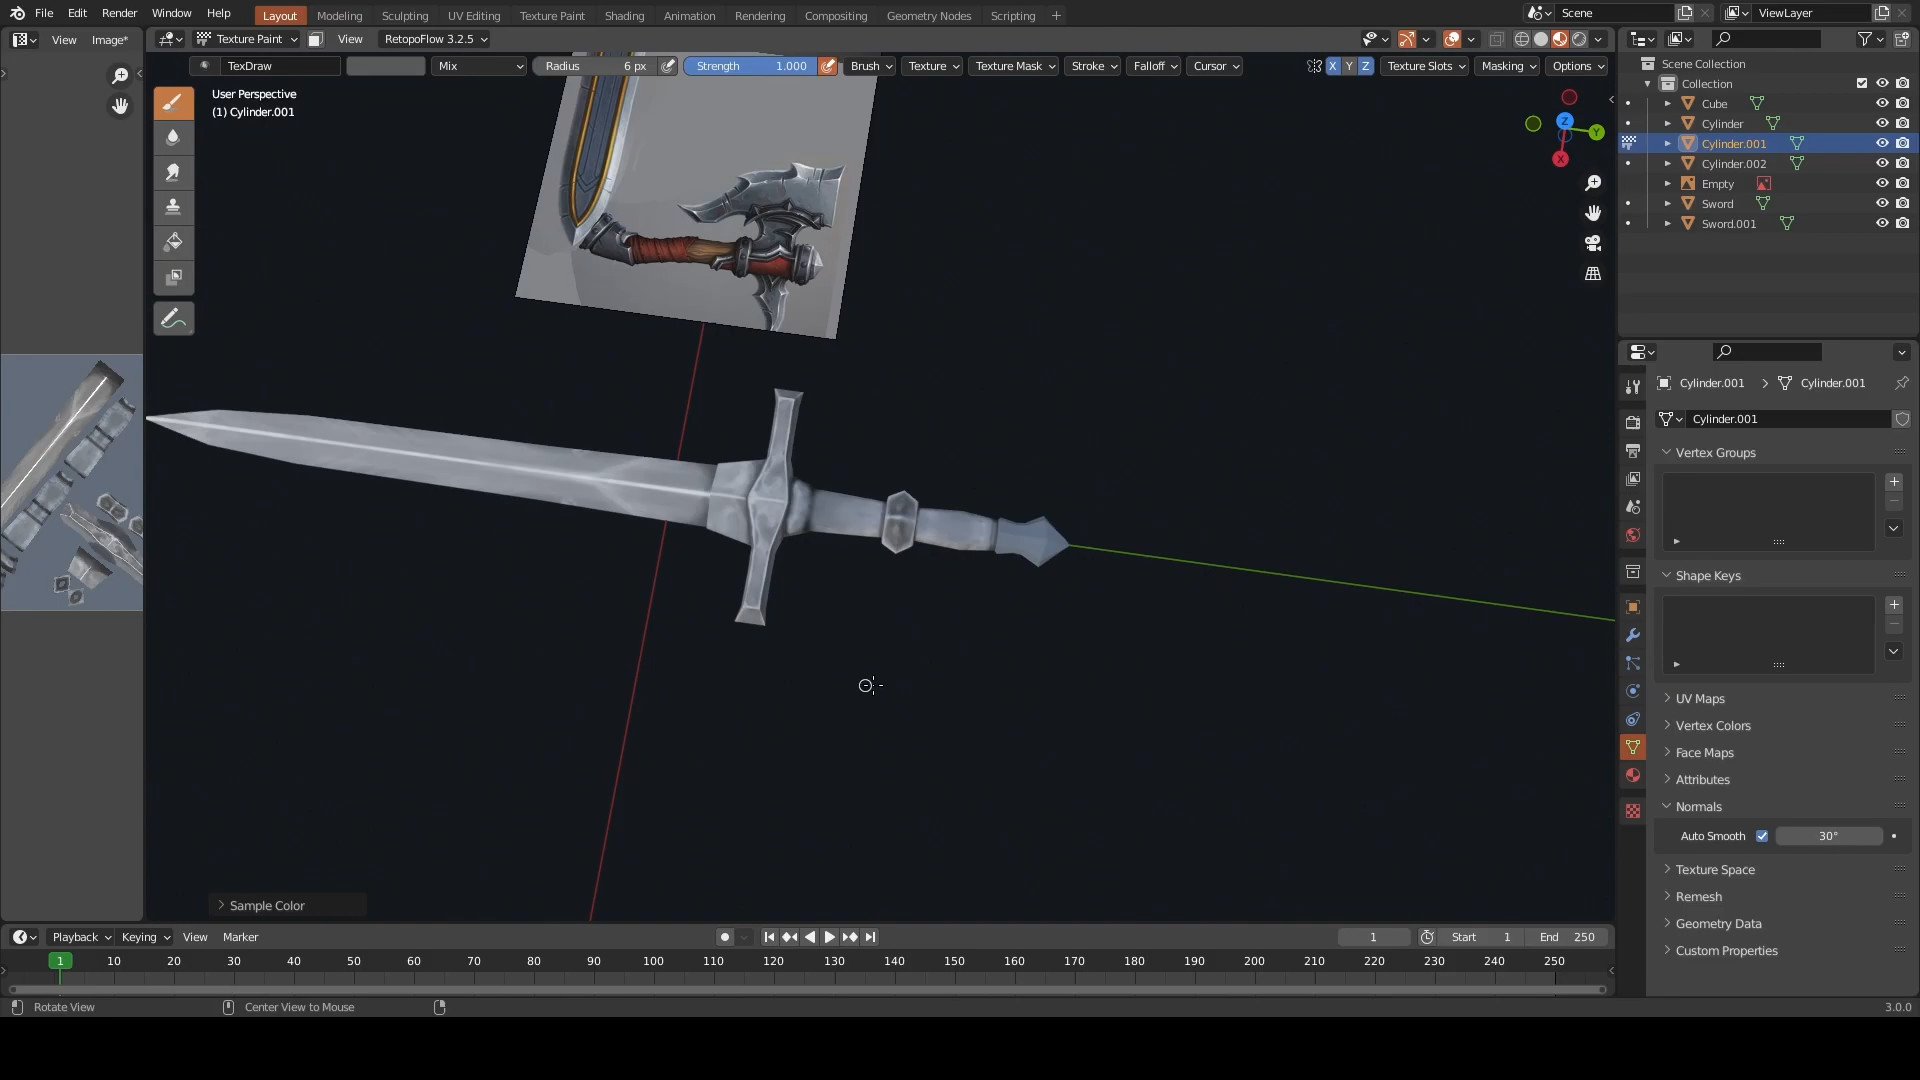 File Edit Render Window Help Layout Modeling Sculpting UV Editing Texture Paint Shading Animation Rendering Compositing Geometry Nodes Scripting + Scene ViewLayer
View Image* Texture Paint View RetopoFlow 3.2.5
TexDraw Mix Radius 6 px Strength 1.000 Brush Texture Texture Mask Stroke Falloff Cursor X Y Z Texture Slots Masking Options
User Perspective
(1) Cylinder.001
Z
Y
X
Scene Collection
Collection
Cube
Cylinder
Cylinder.001
Cylinder.002
Empty
Sword
Sword.001
Cylinder.001 > Cylinder.001
Cylinder.001
Vertex Groups
Shape Keys
UV Maps
Vertex Colors
Face Maps
Attributes
Normals
Auto Smooth 30°
Texture Space
Remesh
Geometry Data
Custom Properties
> Sample Color
Playback Keying View Marker 1 Start 1 End 250
1 10 20 30 40 50 60 70 80 90 100 110 120 130 140 150 160 170 180 190 200 210 220 230 240 250
Rotate View Center View to Mouse 3.0.0